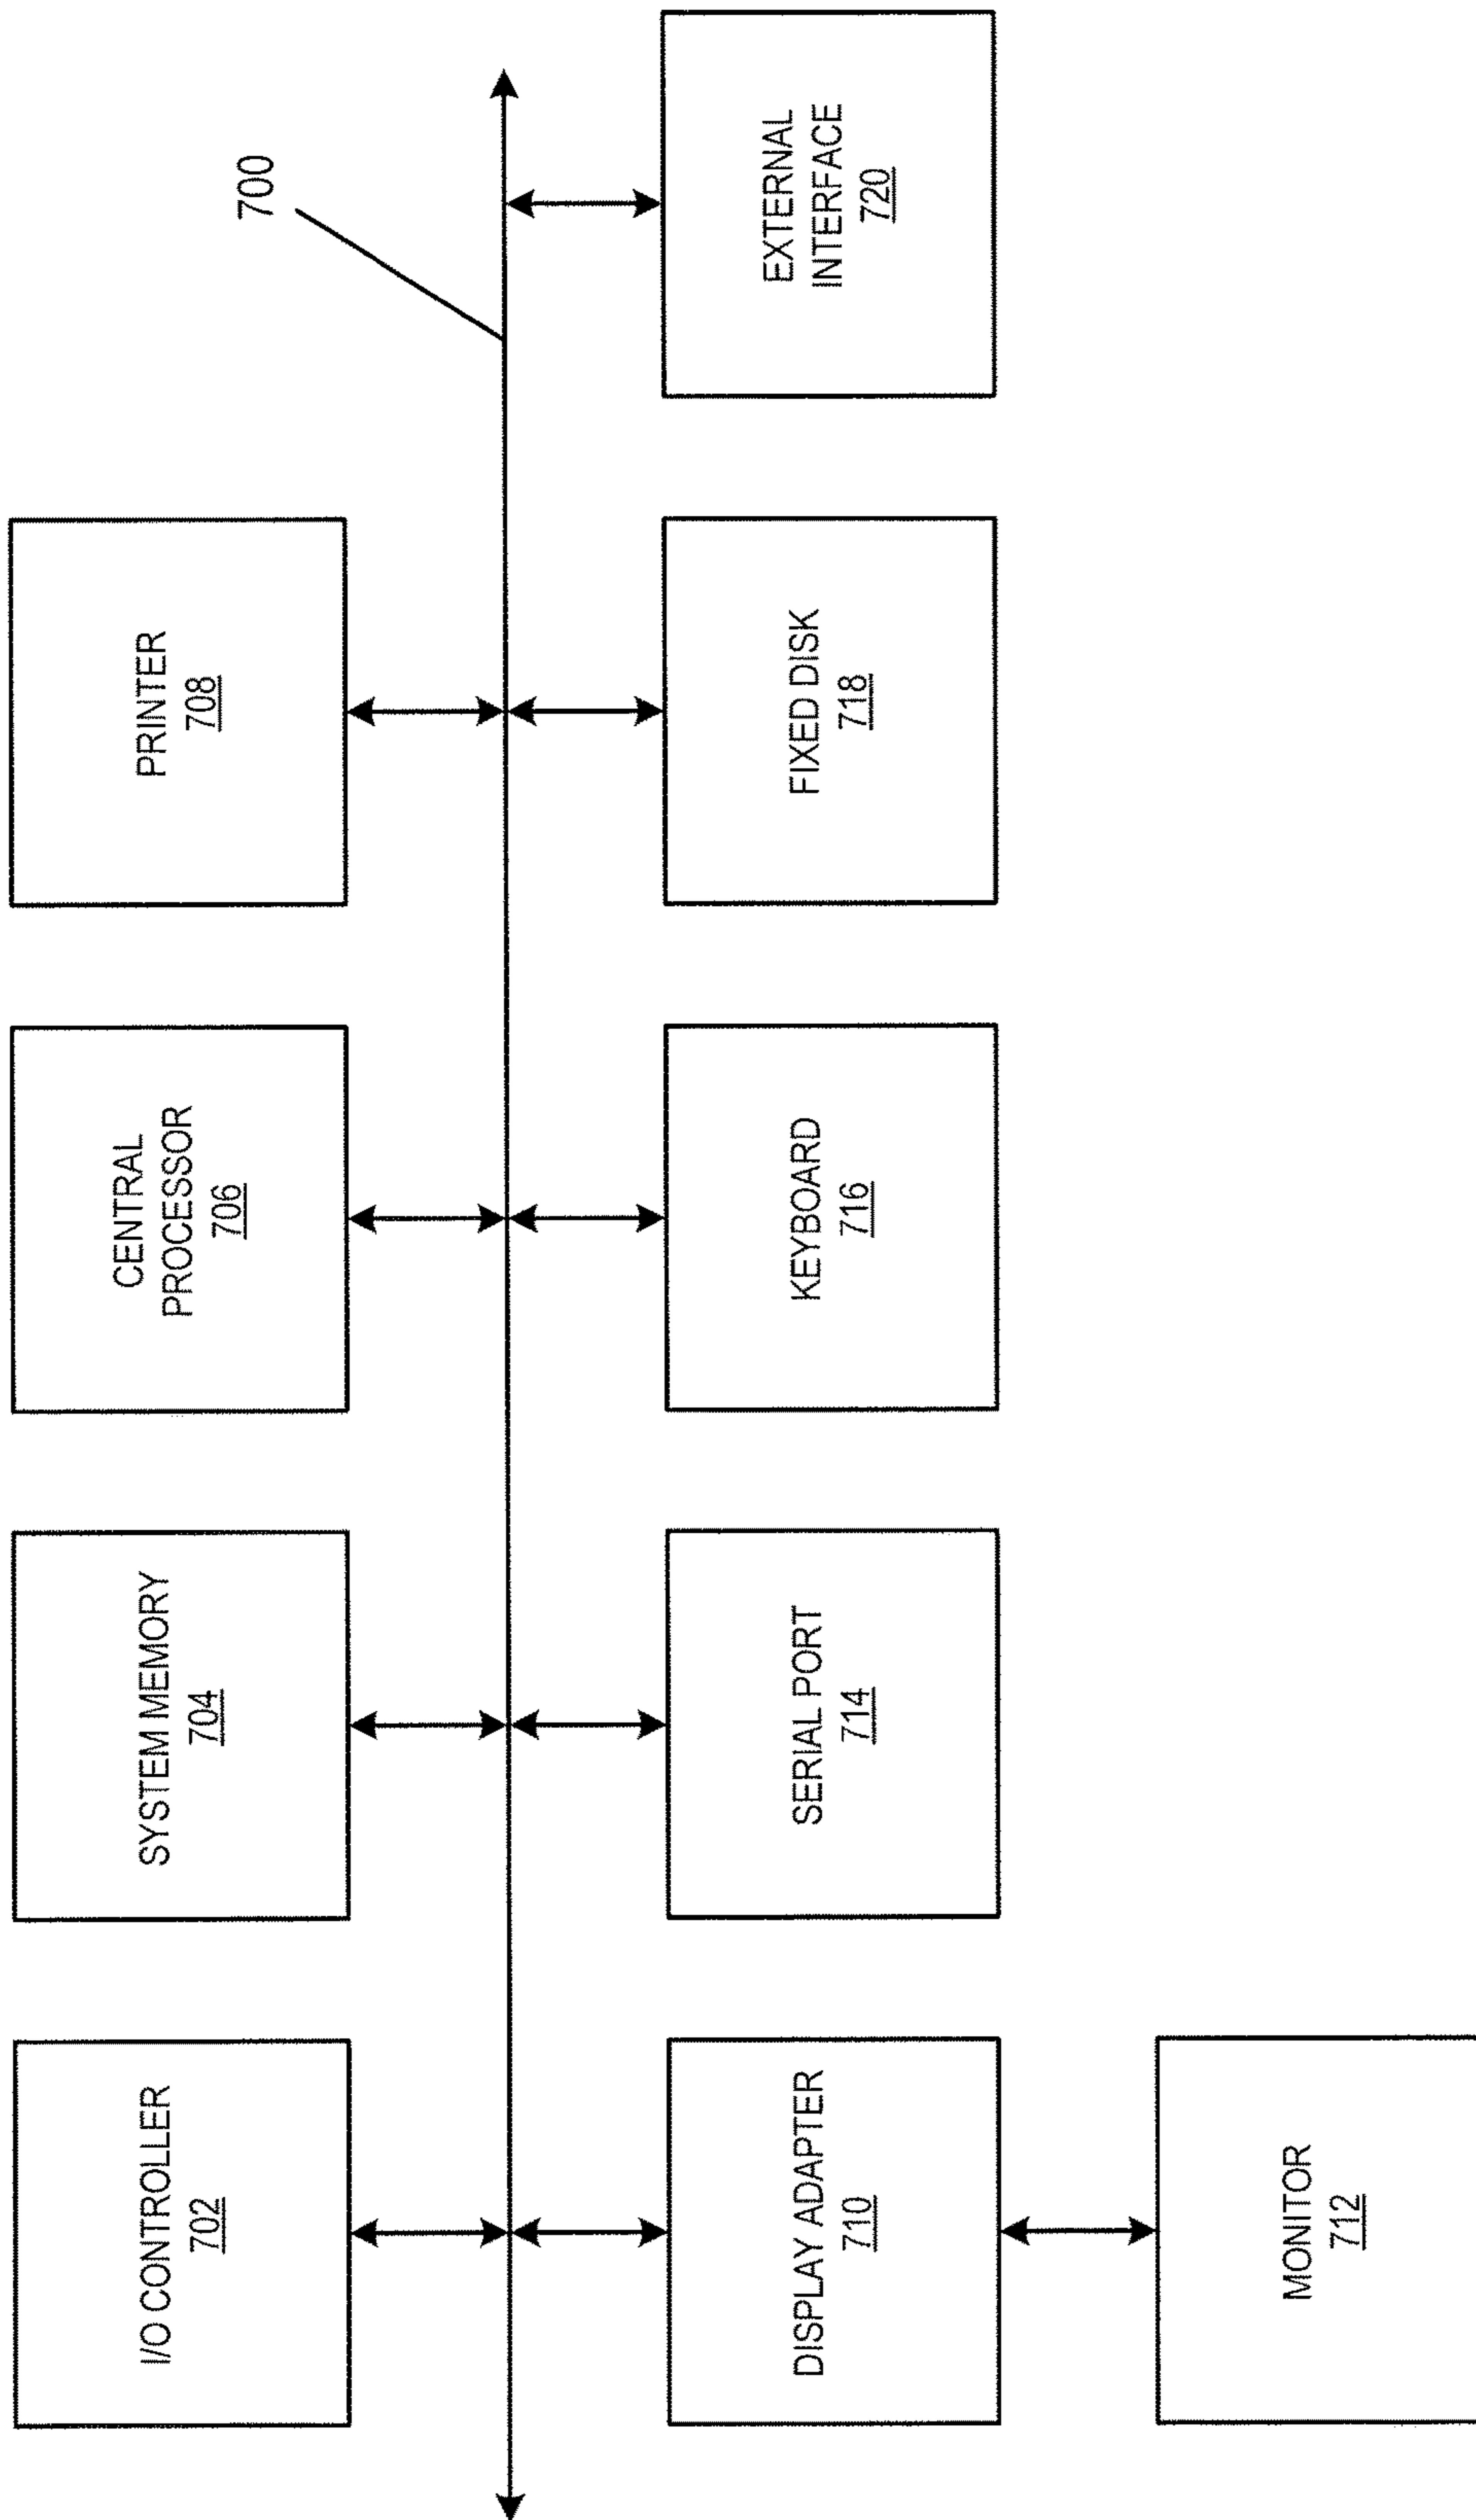 I/O CONTROLLER
702
SYSTEM MEMORY
704
CENTRAL
PROCESSOR
706
PRINTER
708
700
DISPLAY ADAPTER
710
SERIAL PORT
714
KEYBOARD
716
FIXED DISK
718
EXTERNAL
INTERFACE
720
MONITOR
712